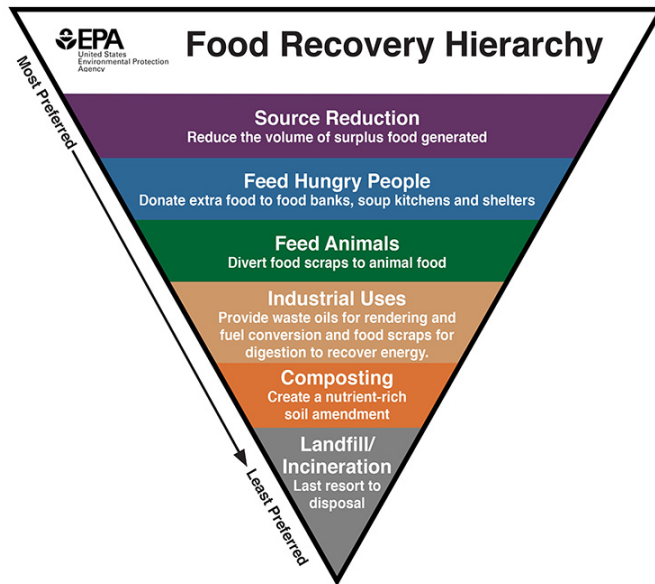 EPA
United States
Environmental Protection
Agency
Food Recovery Hierarchy
Most Preferred
Source Reduction
Reduce the volume of surplus food generated
Feed Hungry People
Donate extra food to food banks, soup kitchens and shelters
Feed Animals
Divert food scraps to animal food
Industrial Uses
Provide waste oils for rendering and
fuel conversion and food scraps for
digestion to recover energy.
Composting
Create a nutrient-rich
soil amendment
Landfill/
Incineration
Last resort to
disposal
Least Preferred